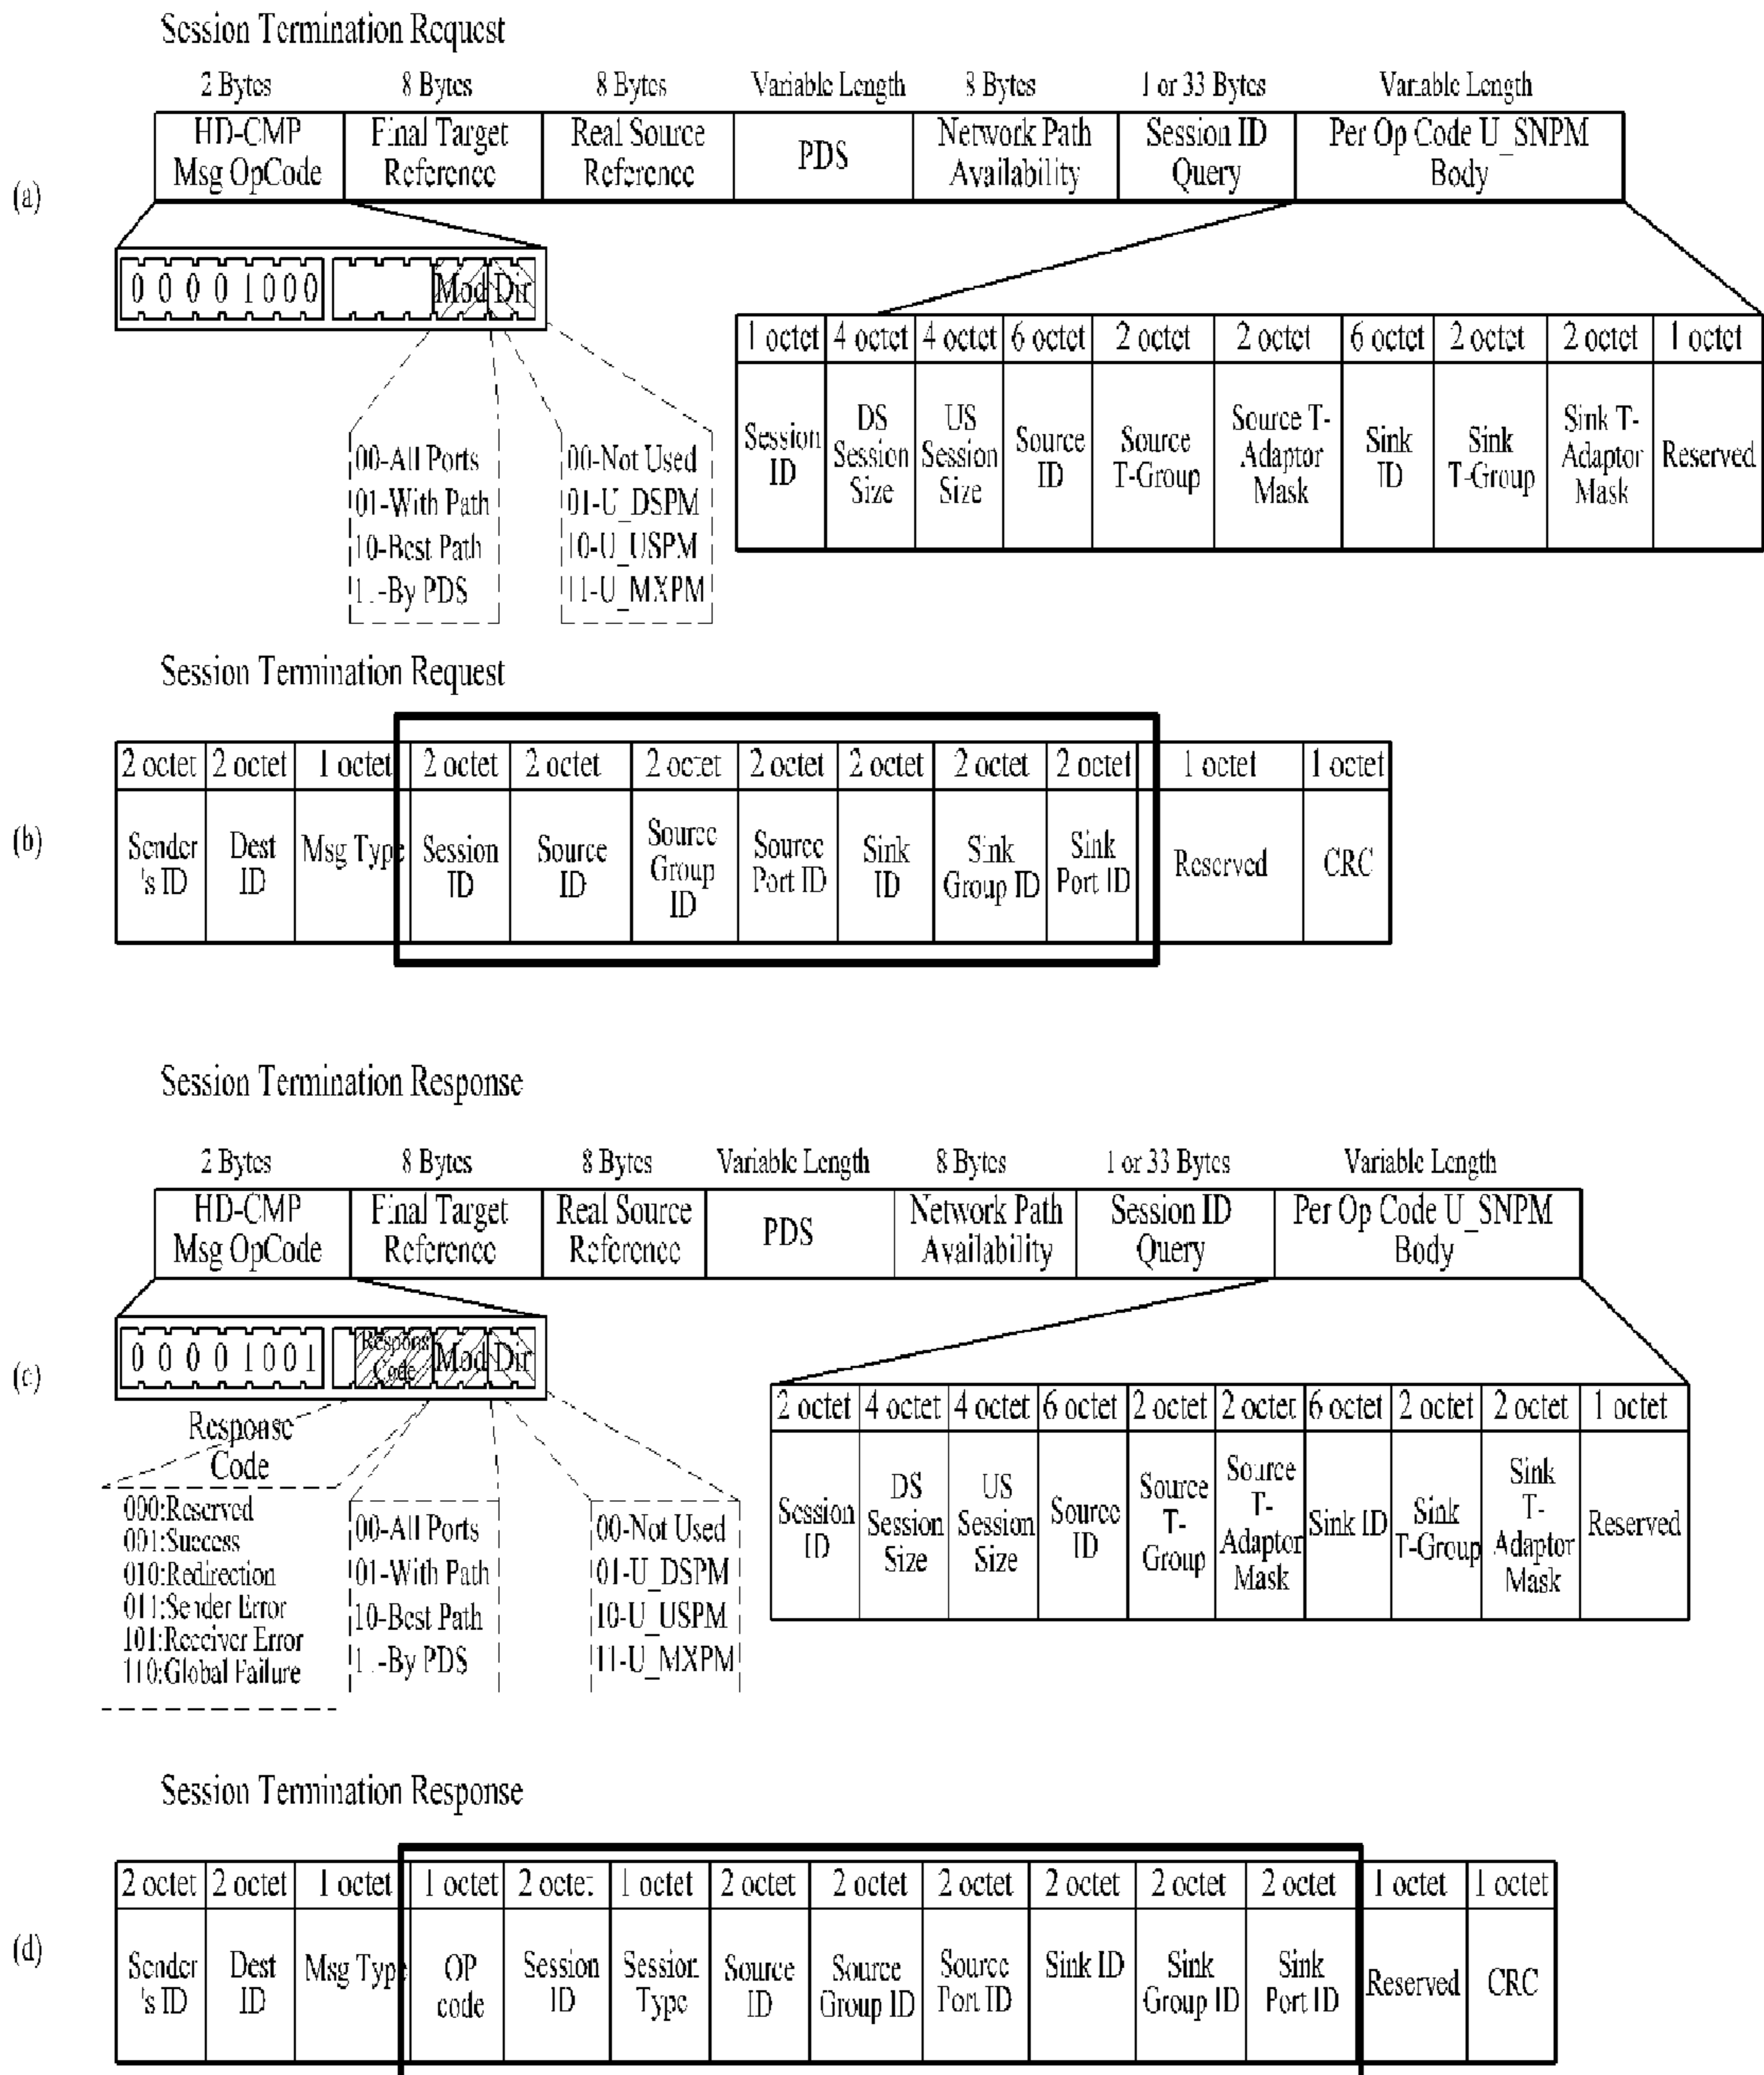 Session Termination Request
2 Bytes 8 Bytes 8 Bytes Variable Length 8 Bytes 1 or 33 Bytes Variable Length
HD-CMP Msg OpCode
Final Target Reference
Real Source Reference
PDS
Network Path Availability
Session ID Query
Per Op Code U_SNPM Body
(a)
0 0 0 0 1 0 0 0 Mod Dir
00-All Ports
01-With Path
10-Best Path
-By PDS
00-Not Used
01-U_DSPM
10-U_USPM
11-U_MXPM
1 octet 4 octet 4 octet 6 octet 2 octet 2 octet 6 octet 2 octet 2 octet 1 octet
Session ID
DS Session Size
US Session Size
Source ID
Source T-Group
Source T-Adaptor Mask
Sink ID
Sink T-Group
Sink T-Adaptor Mask
Reserved
Session Termination Request
(b)
2 octet 2 octet 1 octet 2 octet 2 octet 2 octet 2 octet 2 octet 2 octet 2 octet 1 octet 1 octet
Sender's ID
Dest ID
Msg Type
Session ID
Source ID
Source Group ID
Source Port ID
Sink ID
Sink Group ID
Sink Port ID
Reserved
CRC
Session Termination Response
2 Bytes 8 Bytes 8 Bytes Variable Length 8 Bytes 1 or 33 Bytes Variable Length
HD-CMP Msg OpCode
Final Target Reference
Real Source Reference
PDS
Network Path Availability
Session ID Query
Per Op Code U_SNPM Body
(c)
0 0 0 0 1 0 0 1 Respons Code Mod Dir
Response Code
000:Reserved
001:Success
010:Redirection
011:Sender Error
101:Receiver Error
110:Global Failure
00-All Ports
01-With Path
10-Best Path
-By PDS
00-Not Used
01-U_DSPM
10-U_USPM
11-U_MXPM
2 octet 4 octet 4 octet 6 octet 2 octet 2 octet 6 octet 2 octet 2 octet 1 octet
Session ID
DS Session Size
US Session Size
Source ID
Source T-Group
Source T-Adaptor Mask
Sink ID
Sink T-Group
Sink T-Adaptor Mask
Reserved
Session Termination Response
(d)
2 octet 2 octet 1 octet 1 octet 2 octet 1 octet 2 octet 2 octet 2 octet 2 octet 2 octet 2 octet 1 octet 1 octet
Sender's ID
Dest ID
Msg Type
OP code
Session ID
Session Type
Source ID
Source Group ID
Source Port ID
Sink ID
Sink Group ID
Sink Port ID
Reserved
CRC